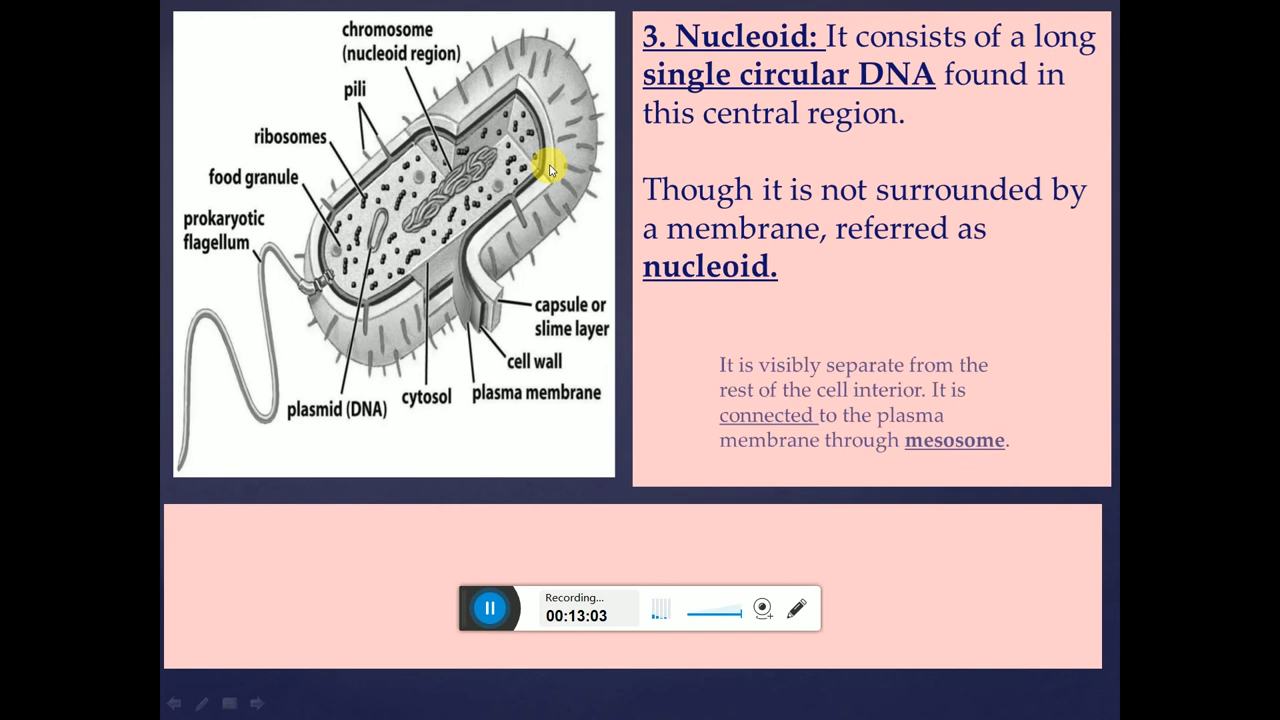 chromosome
(nucleoid region)
pili
ribosomes
food granule
prokaryotic
flagellum
capsule or
slime layer
cell wall
plasma membrane
cytosol
plasmid (DNA)
3. Nucleoid: It consists of a long
single circular DNA found in
this central region.
Though it is not surrounded by
a membrane, referred as
nucleoid.
It is visibly separate from the
rest of the cell interior. It is
connected to the plasma
membrane through mesosome.
Recording...
00:13:03